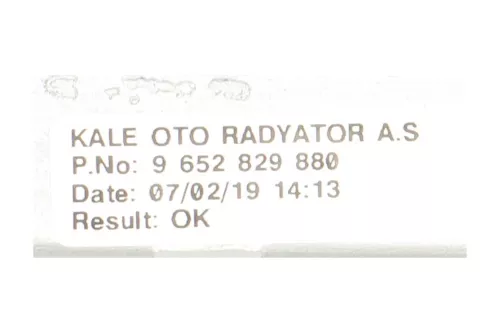 KALE OTO RADYATOR A.S
P.No: 9 652 829 880
Date: 07/02/19 14:13
Result: OK